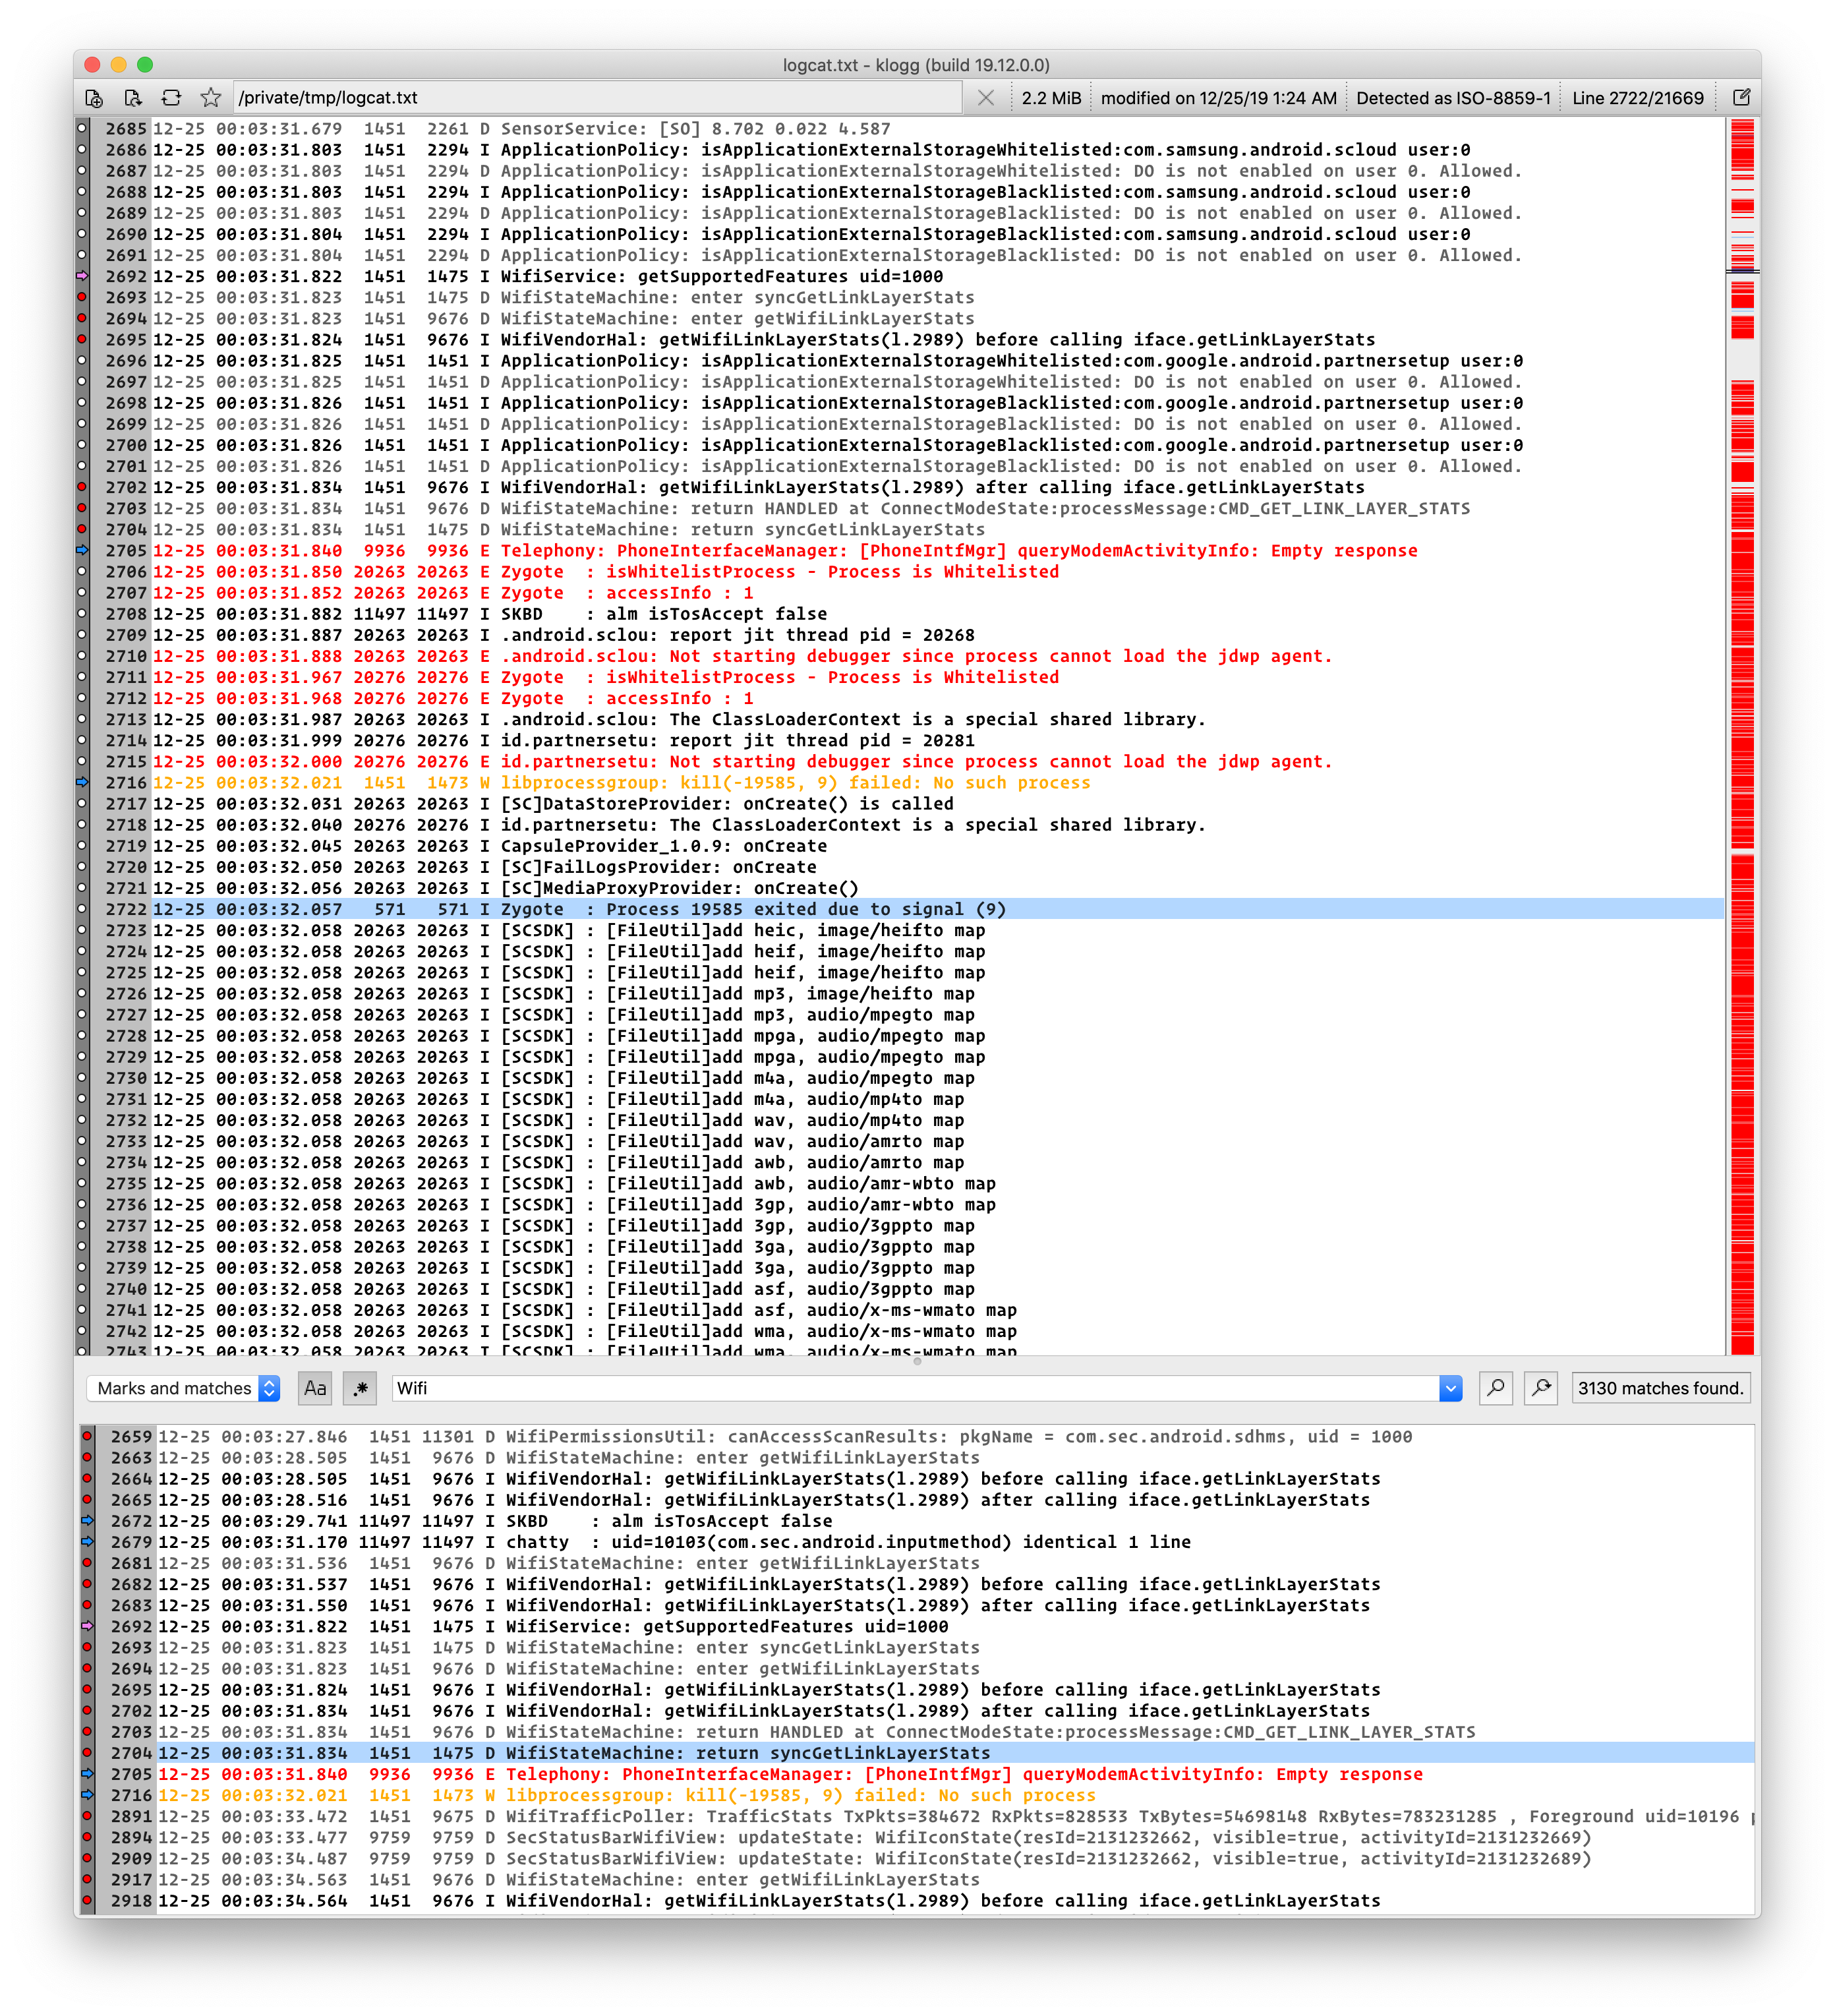 logcat.txt - klogg (build 19.12.0.0)
/private/tmp/logcat.txt 2.2 MiB modified on 12/25/19 1:24 AM Detected as ISO-8859-1 Line 2722/21669
2685 12-25 00:03:31.679 1451 2261 D SensorService: [SO] 8.702 0.022 4.587
2686 12-25 00:03:31.803 1451 2294 I ApplicationPolicy: isApplicationExternalStorageWhitelisted:com.samsung.android.scloud user:0
2687 12-25 00:03:31.803 1451 2294 D ApplicationPolicy: isApplicationExternalStorageWhitelisted: DO is not enabled on user 0. Allowed.
2688 12-25 00:03:31.803 1451 2294 I ApplicationPolicy: isApplicationExternalStorageBlacklisted:com.samsung.android.scloud user:0
2689 12-25 00:03:31.803 1451 2294 D ApplicationPolicy: isApplicationExternalStorageBlacklisted: DO is not enabled on user 0. Allowed.
2690 12-25 00:03:31.804 1451 2294 I ApplicationPolicy: isApplicationExternalStorageBlacklisted:com.samsung.android.scloud user:0
2691 12-25 00:03:31.804 1451 2294 D ApplicationPolicy: isApplicationExternalStorageBlacklisted: DO is not enabled on user 0. Allowed.
2692 12-25 00:03:31.822 1451 1475 I WifiService: getSupportedFeatures uid=1000
2693 12-25 00:03:31.823 1451 1475 D WifiStateMachine: enter syncGetLinkLayerStats
2694 12-25 00:03:31.823 1451 9676 D WifiStateMachine: enter getWifiLinkLayerStats
2695 12-25 00:03:31.824 1451 9676 I WifiVendorHal: getWifiLinkLayerStats(l.2989) before calling iface.getLinkLayerStats
2696 12-25 00:03:31.825 1451 1451 I ApplicationPolicy: isApplicationExternalStorageWhitelisted:com.google.android.partnersetup user:0
2697 12-25 00:03:31.825 1451 1451 D ApplicationPolicy: isApplicationExternalStorageWhitelisted: DO is not enabled on user 0. Allowed.
2698 12-25 00:03:31.826 1451 1451 I ApplicationPolicy: isApplicationExternalStorageBlacklisted:com.google.android.partnersetup user:0
2699 12-25 00:03:31.826 1451 1451 D ApplicationPolicy: isApplicationExternalStorageBlacklisted: DO is not enabled on user 0. Allowed.
2700 12-25 00:03:31.826 1451 1451 I ApplicationPolicy: isApplicationExternalStorageBlacklisted:com.google.android.partnersetup user:0
2701 12-25 00:03:31.826 1451 1451 D ApplicationPolicy: isApplicationExternalStorageBlacklisted: DO is not enabled on user 0. Allowed.
2702 12-25 00:03:31.834 1451 9676 I WifiVendorHal: getWifiLinkLayerStats(l.2989) after calling iface.getLinkLayerStats
2703 12-25 00:03:31.834 1451 9676 D WifiStateMachine: return HANDLED at ConnectModeState:processMessage:CMD_GET_LINK_LAYER_STATS
2704 12-25 00:03:31.834 1451 1475 D WifiStateMachine: return syncGetLinkLayerStats
2705 12-25 00:03:31.840 9936 9936 E Telephony: PhoneInterfaceManager: [PhoneIntfMgr] queryModemActivityInfo: Empty response
2706 12-25 00:03:31.850 20263 20263 E Zygote  : isWhitelistProcess - Process is Whitelisted
2707 12-25 00:03:31.852 20263 20263 E Zygote  : accessInfo : 1
2708 12-25 00:03:31.882 11497 11497 I SKBD    : alm isTosAccept false
2709 12-25 00:03:31.887 20263 20263 I .android.sclou: report jit thread pid = 20268
2710 12-25 00:03:31.888 20263 20263 E .android.sclou: Not starting debugger since process cannot load the jdwp agent.
2711 12-25 00:03:31.967 20276 20276 E Zygote  : isWhitelistProcess - Process is Whitelisted
2712 12-25 00:03:31.968 20276 20276 E Zygote  : accessInfo : 1
2713 12-25 00:03:31.987 20263 20263 I .android.sclou: The ClassLoaderContext is a special shared library.
2714 12-25 00:03:31.999 20276 20276 I id.partnersetu: report jit thread pid = 20281
2715 12-25 00:03:32.000 20276 20276 E id.partnersetu: Not starting debugger since process cannot load the jdwp agent.
2716 12-25 00:03:32.021 1451 1473 W libprocessgroup: kill(-19585, 9) failed: No such process
2717 12-25 00:03:32.031 20263 20263 I [SC]DataStoreProvider: onCreate() is called
2718 12-25 00:03:32.040 20276 20276 I id.partnersetu: The ClassLoaderContext is a special shared library.
2719 12-25 00:03:32.045 20263 20263 I CapsuleProvider_1.0.9: onCreate
2720 12-25 00:03:32.050 20263 20263 I [SC]FailLogsProvider: onCreate
2721 12-25 00:03:32.056 20263 20263 I [SC]MediaProxyProvider: onCreate()
2722 12-25 00:03:32.057 571 571 I Zygote  : Process 19585 exited due to signal (9)
2723 12-25 00:03:32.058 20263 20263 I [SCSDK] : [FileUtil]add heic, image/heifto map
2724 12-25 00:03:32.058 20263 20263 I [SCSDK] : [FileUtil]add heif, image/heifto map
2725 12-25 00:03:32.058 20263 20263 I [SCSDK] : [FileUtil]add heif, image/heifto map
2726 12-25 00:03:32.058 20263 20263 I [SCSDK] : [FileUtil]add mp3, image/heifto map
2727 12-25 00:03:32.058 20263 20263 I [SCSDK] : [FileUtil]add mp3, audio/mpegto map
2728 12-25 00:03:32.058 20263 20263 I [SCSDK] : [FileUtil]add mpga, audio/mpegto map
2729 12-25 00:03:32.058 20263 20263 I [SCSDK] : [FileUtil]add mpga, audio/mpegto map
2730 12-25 00:03:32.058 20263 20263 I [SCSDK] : [FileUtil]add m4a, audio/mpegto map
2731 12-25 00:03:32.058 20263 20263 I [SCSDK] : [FileUtil]add m4a, audio/mp4to map
2732 12-25 00:03:32.058 20263 20263 I [SCSDK] : [FileUtil]add wav, audio/mp4to map
2733 12-25 00:03:32.058 20263 20263 I [SCSDK] : [FileUtil]add wav, audio/amrto map
2734 12-25 00:03:32.058 20263 20263 I [SCSDK] : [FileUtil]add awb, audio/amrto map
2735 12-25 00:03:32.058 20263 20263 I [SCSDK] : [FileUtil]add awb, audio/amr-wbto map
2736 12-25 00:03:32.058 20263 20263 I [SCSDK] : [FileUtil]add 3gp, audio/amr-wbto map
2737 12-25 00:03:32.058 20263 20263 I [SCSDK] : [FileUtil]add 3gp, audio/3gppto map
2738 12-25 00:03:32.058 20263 20263 I [SCSDK] : [FileUtil]add 3ga, audio/3gppto map
2739 12-25 00:03:32.058 20263 20263 I [SCSDK] : [FileUtil]add 3ga, audio/3gppto map
2740 12-25 00:03:32.058 20263 20263 I [SCSDK] : [FileUtil]add asf, audio/3gppto map
2741 12-25 00:03:32.058 20263 20263 I [SCSDK] : [FileUtil]add asf, audio/x-ms-wmato map
2742 12-25 00:03:32.058 20263 20263 I [SCSDK] : [FileUtil]add wma, audio/x-ms-wmato map
2743 12-25 00:03:32.058 20263 20263 I [SCSDK] : [FileUtil]add wma, audio/x-ms-wmato map
Marks and matches Aa .* Wifi 3130 matches found.
2659 12-25 00:03:27.846 1451 11301 D WifiPermissionsUtil: canAccessScanResults: pkgName = com.sec.android.sdhms, uid = 1000
2663 12-25 00:03:28.505 1451 9676 D WifiStateMachine: enter getWifiLinkLayerStats
2664 12-25 00:03:28.505 1451 9676 I WifiVendorHal: getWifiLinkLayerStats(l.2989) before calling iface.getLinkLayerStats
2665 12-25 00:03:28.516 1451 9676 I WifiVendorHal: getWifiLinkLayerStats(l.2989) after calling iface.getLinkLayerStats
2672 12-25 00:03:29.741 11497 11497 I SKBD    : alm isTosAccept false
2679 12-25 00:03:31.170 11497 11497 I chatty  : uid=10103(com.sec.android.inputmethod) identical 1 line
2681 12-25 00:03:31.536 1451 9676 D WifiStateMachine: enter getWifiLinkLayerStats
2682 12-25 00:03:31.537 1451 9676 I WifiVendorHal: getWifiLinkLayerStats(l.2989) before calling iface.getLinkLayerStats
2683 12-25 00:03:31.550 1451 9676 I WifiVendorHal: getWifiLinkLayerStats(l.2989) after calling iface.getLinkLayerStats
2692 12-25 00:03:31.822 1451 1475 I WifiService: getSupportedFeatures uid=1000
2693 12-25 00:03:31.823 1451 1475 D WifiStateMachine: enter syncGetLinkLayerStats
2694 12-25 00:03:31.823 1451 9676 D WifiStateMachine: enter getWifiLinkLayerStats
2695 12-25 00:03:31.824 1451 9676 I WifiVendorHal: getWifiLinkLayerStats(l.2989) before calling iface.getLinkLayerStats
2702 12-25 00:03:31.834 1451 9676 I WifiVendorHal: getWifiLinkLayerStats(l.2989) after calling iface.getLinkLayerStats
2703 12-25 00:03:31.834 1451 9676 D WifiStateMachine: return HANDLED at ConnectModeState:processMessage:CMD_GET_LINK_LAYER_STATS
2704 12-25 00:03:31.834 1451 1475 D WifiStateMachine: return syncGetLinkLayerStats
2705 12-25 00:03:31.840 9936 9936 E Telephony: PhoneInterfaceManager: [PhoneIntfMgr] queryModemActivityInfo: Empty response
2716 12-25 00:03:32.021 1451 1473 W libprocessgroup: kill(-19585, 9) failed: No such process
2891 12-25 00:03:33.472 1451 9675 D WifiTrafficPoller: TrafficStats TxPkts=384672 RxPkts=828533 TxBytes=54698148 RxBytes=783231285 , Foreground uid=10196
2894 12-25 00:03:33.477 9759 9759 D SecStatusBarWifiView: updateState: WifiIconState(resId=2131232662, visible=true, activityId=2131232669)
2909 12-25 00:03:34.487 9759 9759 D SecStatusBarWifiView: updateState: WifiIconState(resId=2131232662, visible=true, activityId=2131232689)
2917 12-25 00:03:34.563 1451 9676 D WifiStateMachine: enter getWifiLinkLayerStats
2918 12-25 00:03:34.564 1451 9676 I WifiVendorHal: getWifiLinkLayerStats(l.2989) before calling iface.getLinkLayerStats